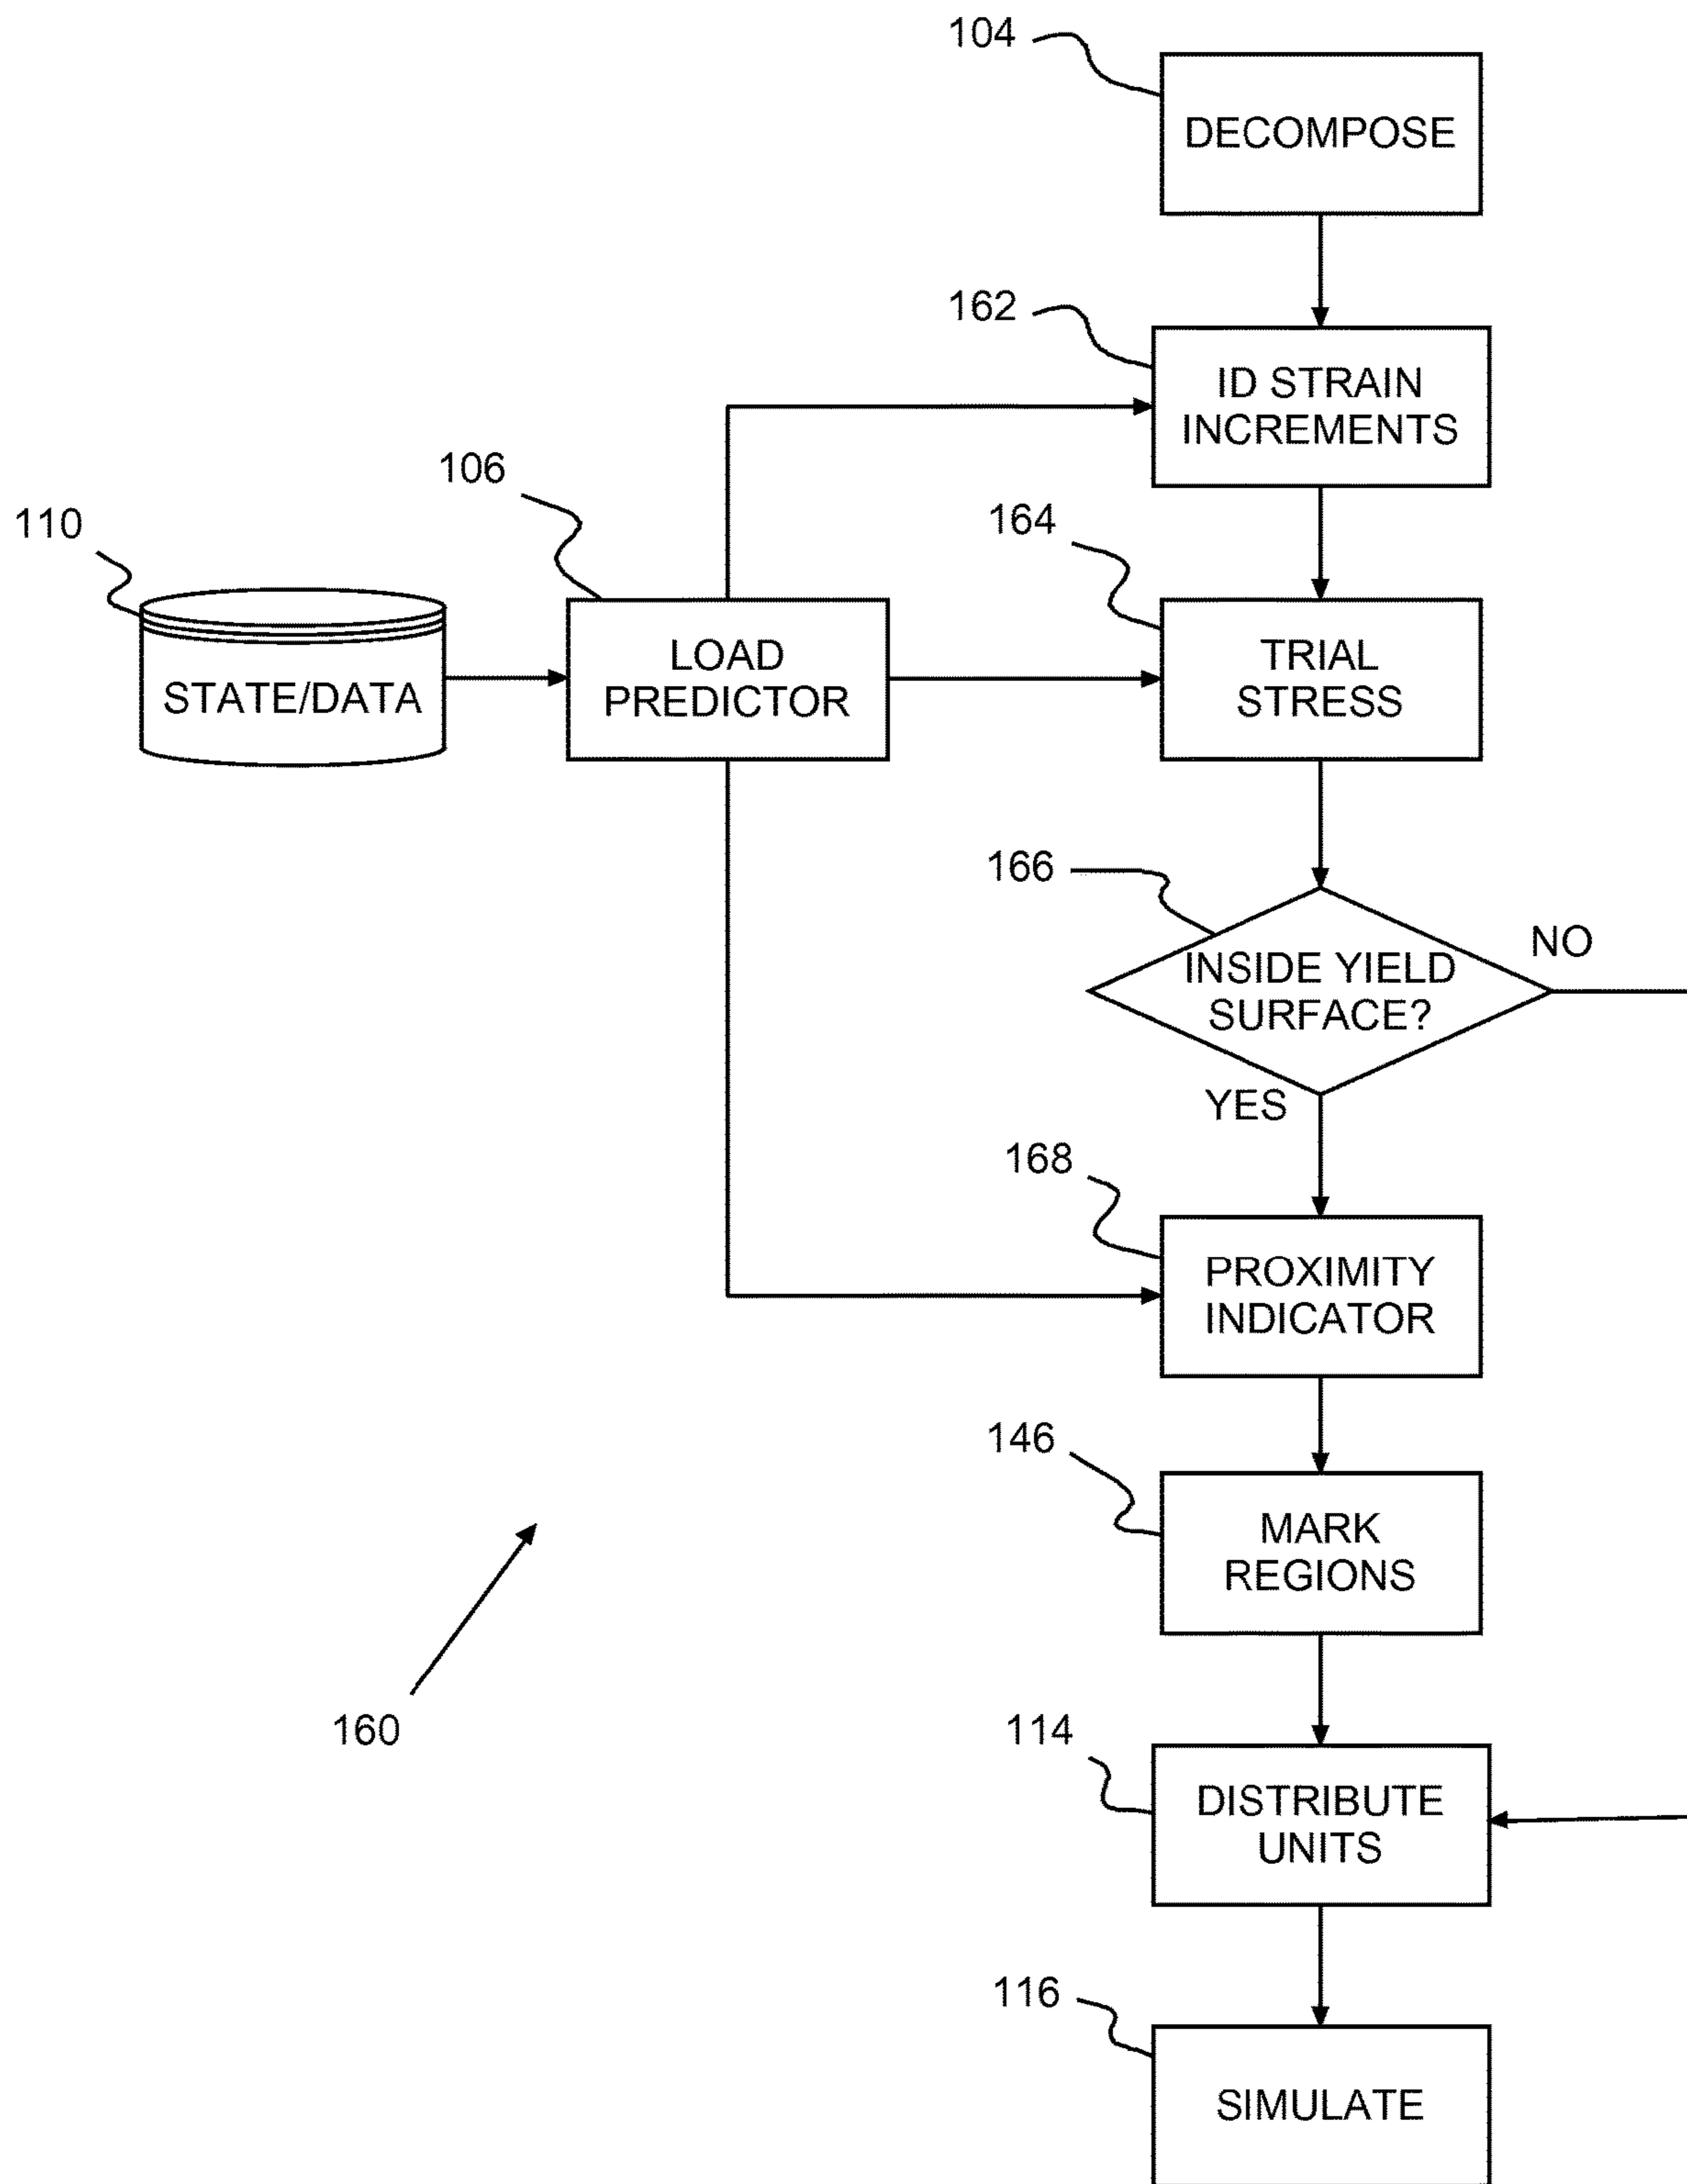 104
DECOMPOSE
162
ID STRAIN
INCREMENTS
106
110
164
STATE/DATA
LOAD
PREDICTOR
TRIAL
STRESS
166
NO
INSIDE YIELD
SURFACE?
YES
168
PROXIMITY
INDICATOR
146
MARK
REGIONS
160
114
DISTRIBUTE
UNITS
116
SIMULATE